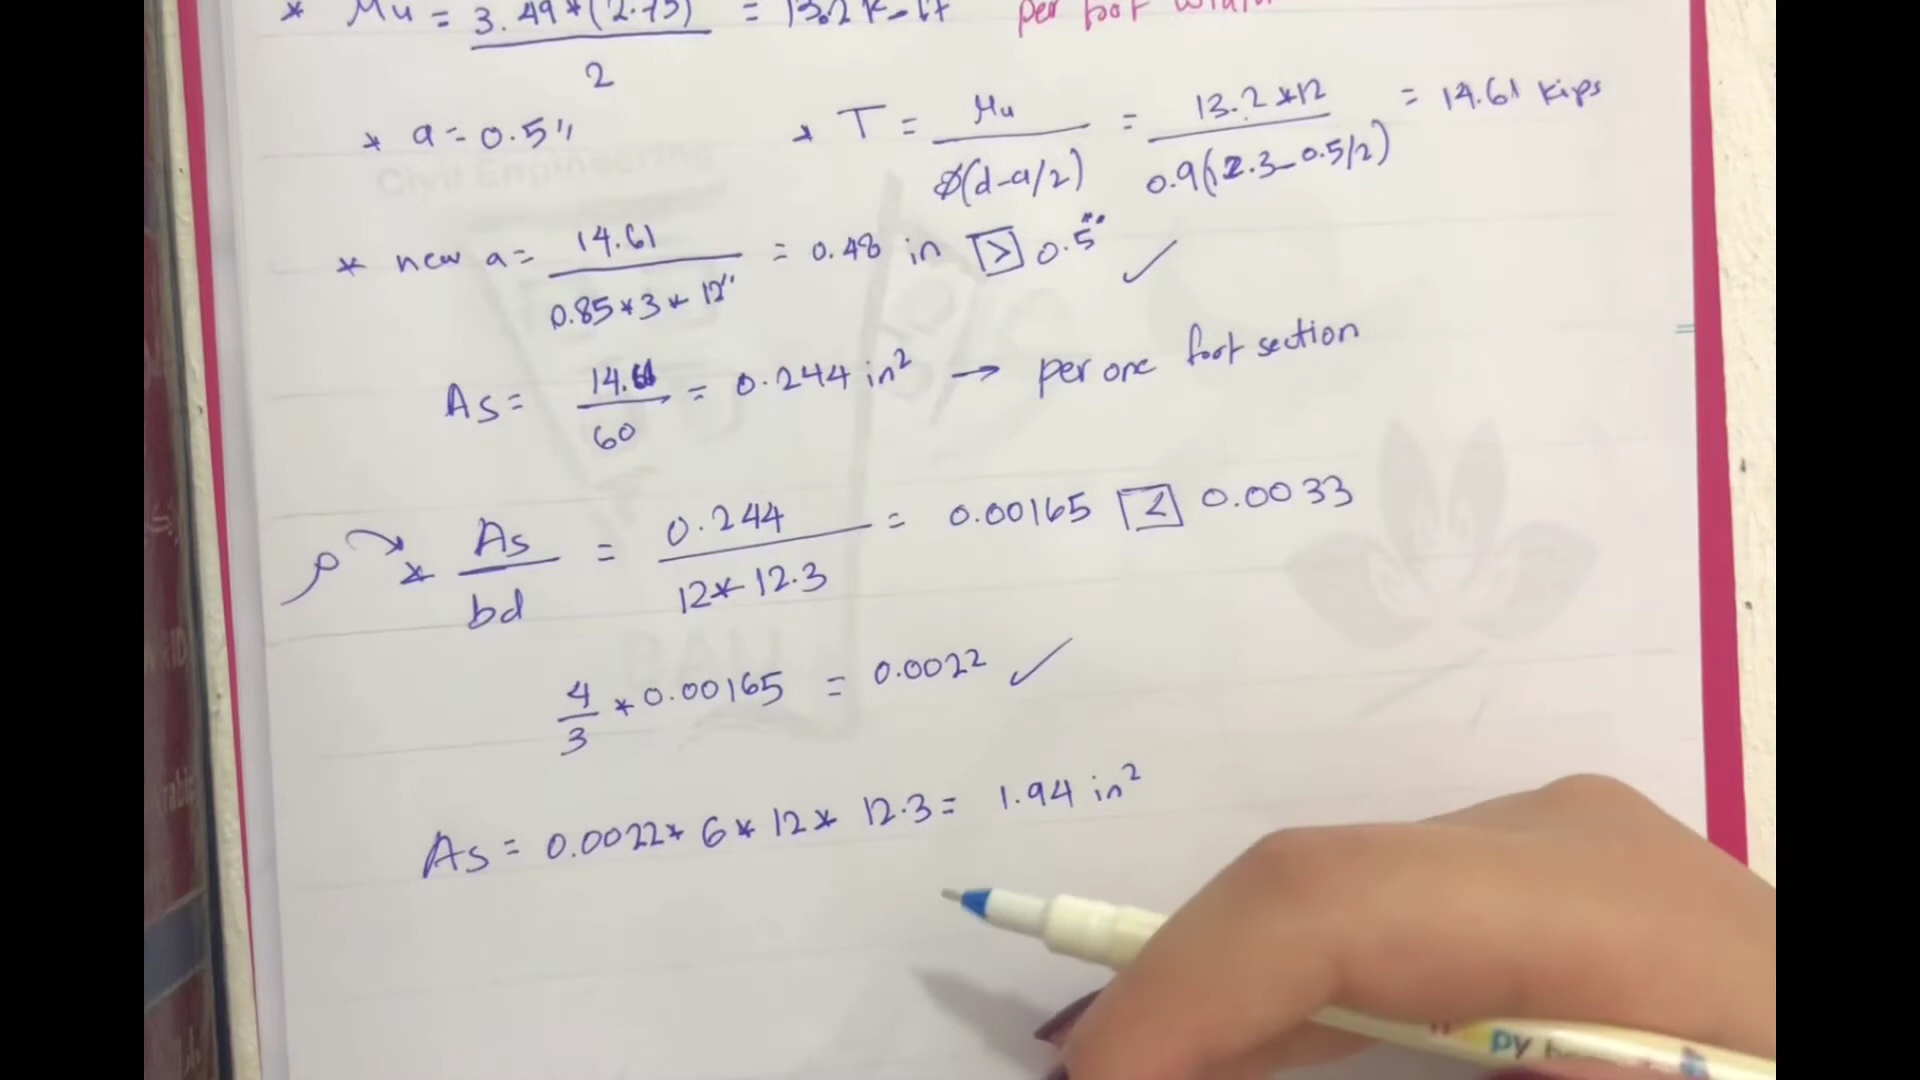 * Mu = 3.49*(2.75) / 2 = 13.2 k-ft per foot width
* a = 0.5" * T = Mu / Ø(d-a/2) = 13.2*12 / 0.9(12.3-0.5/2) = 14.61 kips
* new a = 14.61 / 0.85*3*12" = 0.48 in > 0.5" ✓
As = 14.61 / 60 = 0.244 in² → per one foot section
ρ * As / bd = 0.244 / 12*12.3 = 0.00165 < 0.0033
4/3 * 0.00165 = 0.0022 ✓
As = 0.0022* 6* 12* 12.3 = 1.94 in²
Civil Engineering
BAU
py